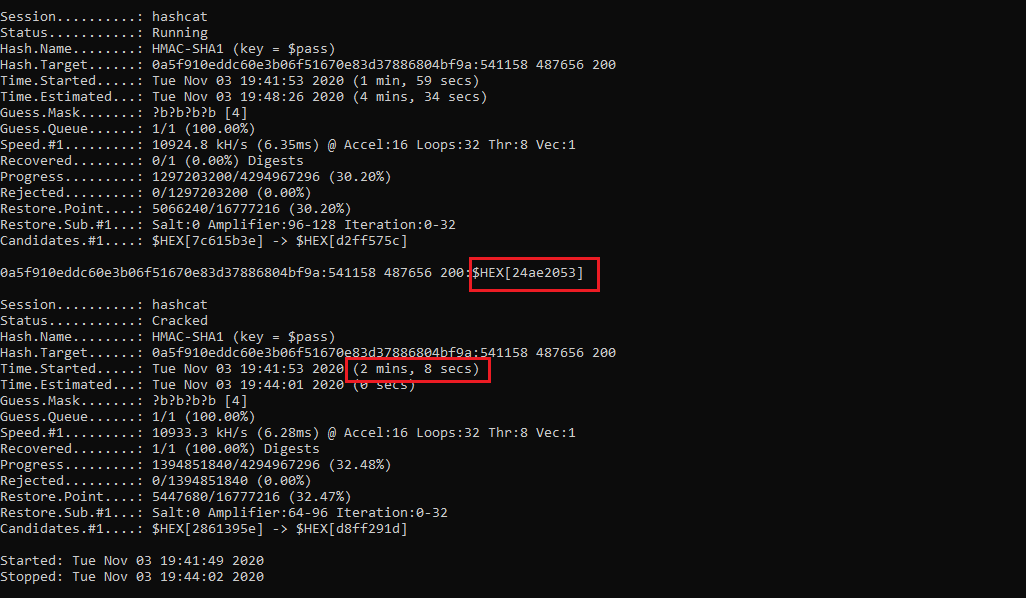 Session..........: hashcat
Status...........: Running
Hash.Name........: HMAC-SHA1 (key = $pass)
Hash.Target......: 0a5f910eddc60e3b06f51670e83d37886804bf9a:541158 487656 200
Time.Started.....: Tue Nov 03 19:41:53 2020 (1 min, 59 secs)
Time.Estimated...: Tue Nov 03 19:48:26 2020 (4 mins, 34 secs)
Guess.Mask.......: ?b?b?b?b [4]
Guess.Queue......: 1/1 (100.00%)
Speed.#1.........: 10924.8 kH/s (6.35ms) @ Accel:16 Loops:32 Thr:8 Vec:1
Recovered........: 0/1 (0.00%) Digests
Progress.........: 1297203200/4294967296 (30.20%)
Rejected.........: 0/1297203200 (0.00%)
Restore.Point....: 5066240/16777216 (30.20%)
Restore.Sub.#1...: Salt:0 Amplifier:96-128 Iteration:0-32
Candidates.#1....: $HEX[7c615b3e] -> $HEX[d2ff575c]
0a5f910eddc60e3b06f51670e83d37886804bf9a:541158 487656 200:$HEX[24ae2053]
Session..........: hashcat
Status...........: Cracked
Hash.Name........: HMAC-SHA1 (key = $pass)
Hash.Target......: 0a5f910eddc60e3b06f51670e83d37886804bf9a:541158 487656 200
Time.Started.....: Tue Nov 03 19:41:53 2020 (2 mins, 8 secs)
Time.Estimated...: Tue Nov 03 19:44:01 2020 (0 secs)
Guess.Mask.......: ?b?b?b?b [4]
Guess.Queue......: 1/1 (100.00%)
Speed.#1.........: 10933.3 kH/s (6.28ms) @ Accel:16 Loops:32 Thr:8 Vec:1
Recovered........: 1/1 (100.00%) Digests
Progress.........: 1394851840/4294967296 (32.48%)
Rejected.........: 0/1394851840 (0.00%)
Restore.Point....: 5447680/16777216 (32.47%)
Restore.Sub.#1...: Salt:0 Amplifier:64-96 Iteration:0-32
Candidates.#1....: $HEX[2861395e] -> $HEX[d8ff291d]
Started: Tue Nov 03 19:41:49 2020
Stopped: Tue Nov 03 19:44:02 2020